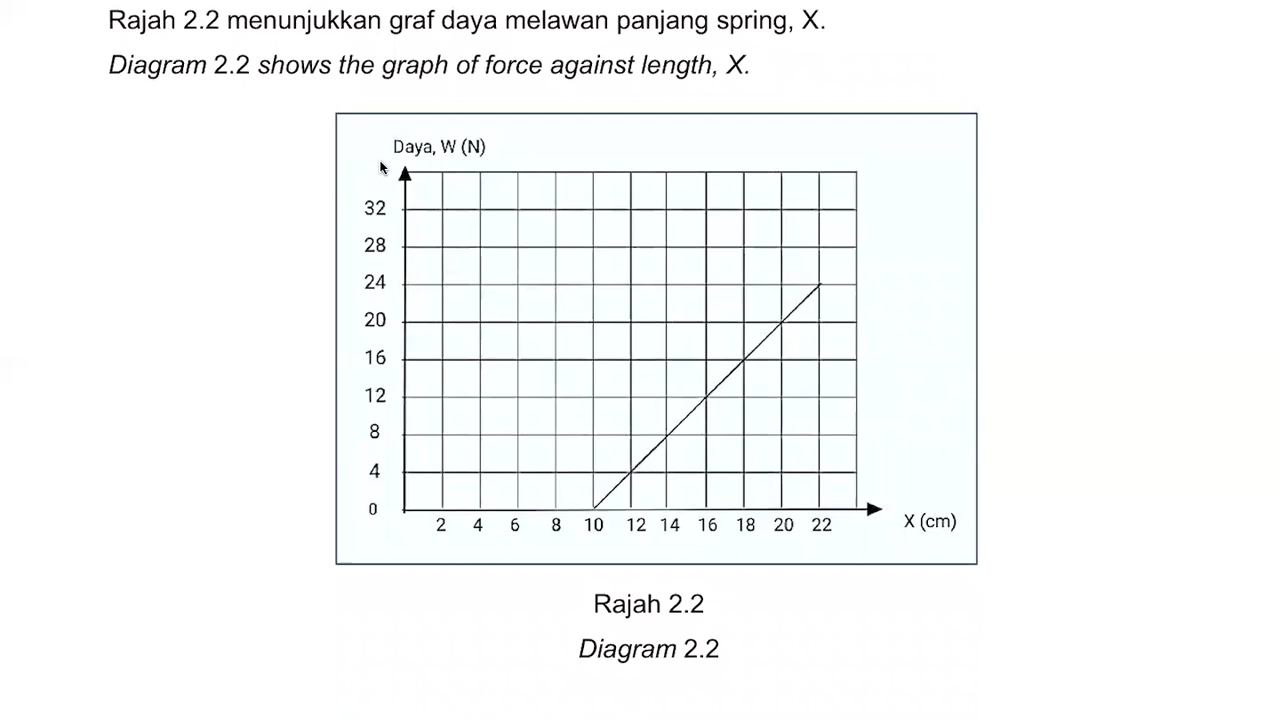 Rajah 2.2 menunjukkan graf daya melawan panjang spring, X.
Diagram 2.2 shows the graph of force against length, X.
Daya, W (N)
32
28
24
20
16
12
8
4
0
2 4 6 8 10 12 14 16 18 20 22
X (cm)
Rajah 2.2
Diagram 2.2